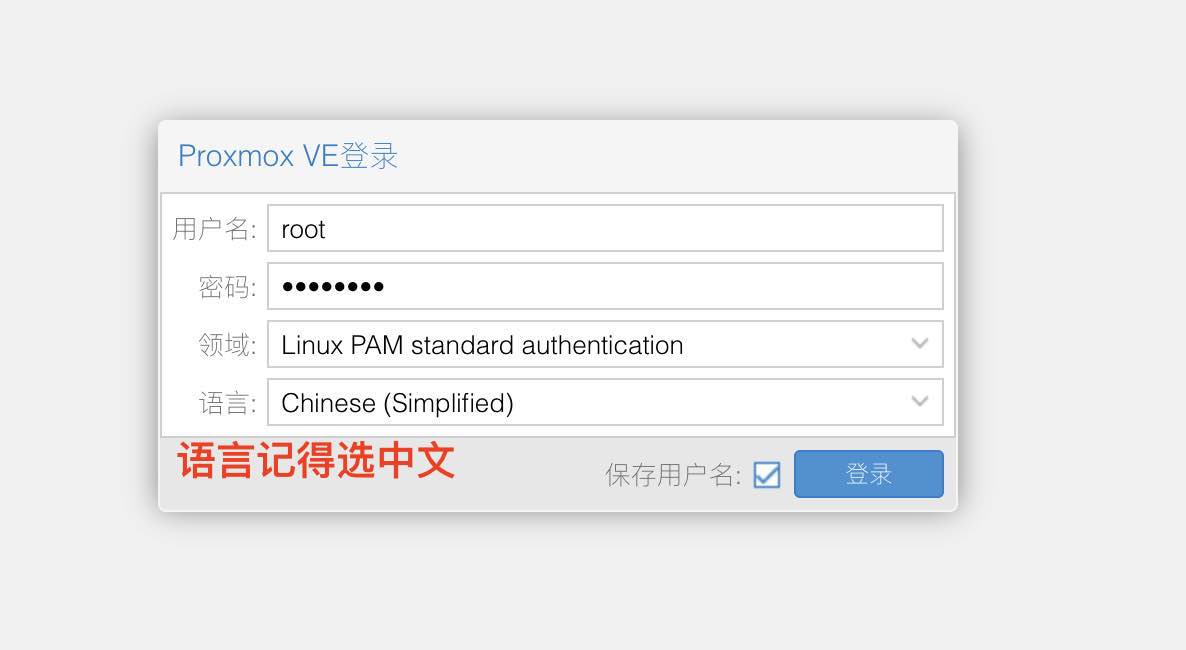 Proxmox VE登录
用户名: root
密码: ••••••••
领域: Linux PAM standard authentication
语言: Chinese (Simplified)
语言记得选中文
保存用户名: 登录